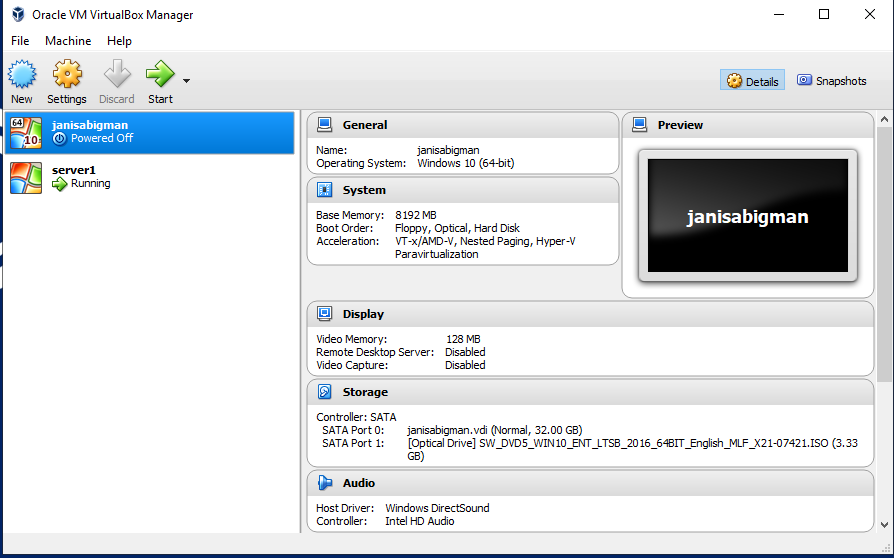 Oracle VM VirtualBox Manager
File Machine Help
New Settings Discard Start
Details Snapshots
64
10
janisabigman
Powered Off
server1
Running
General
Name: janisabigman
Operating System: Windows 10 (64-bit)
System
Base Memory: 8192 MB
Boot Order: Floppy, Optical, Hard Disk
Acceleration: VT-x/AMD-V, Nested Paging, Hyper-V
Paravirtualization
Preview
janisabigman
Display
Video Memory: 128 MB
Remote Desktop Server: Disabled
Video Capture: Disabled
Storage
Controller: SATA
SATA Port 0: janisabigman.vdi (Normal, 32.00 GB)
SATA Port 1: [Optical Drive] SW_DVD5_WIN10_ENT_LTSB_2016_64BIT_English_MLF_X21-07421.ISO (3.33
GB)
Audio
Host Driver: Windows DirectSound
Controller: Intel HD Audio